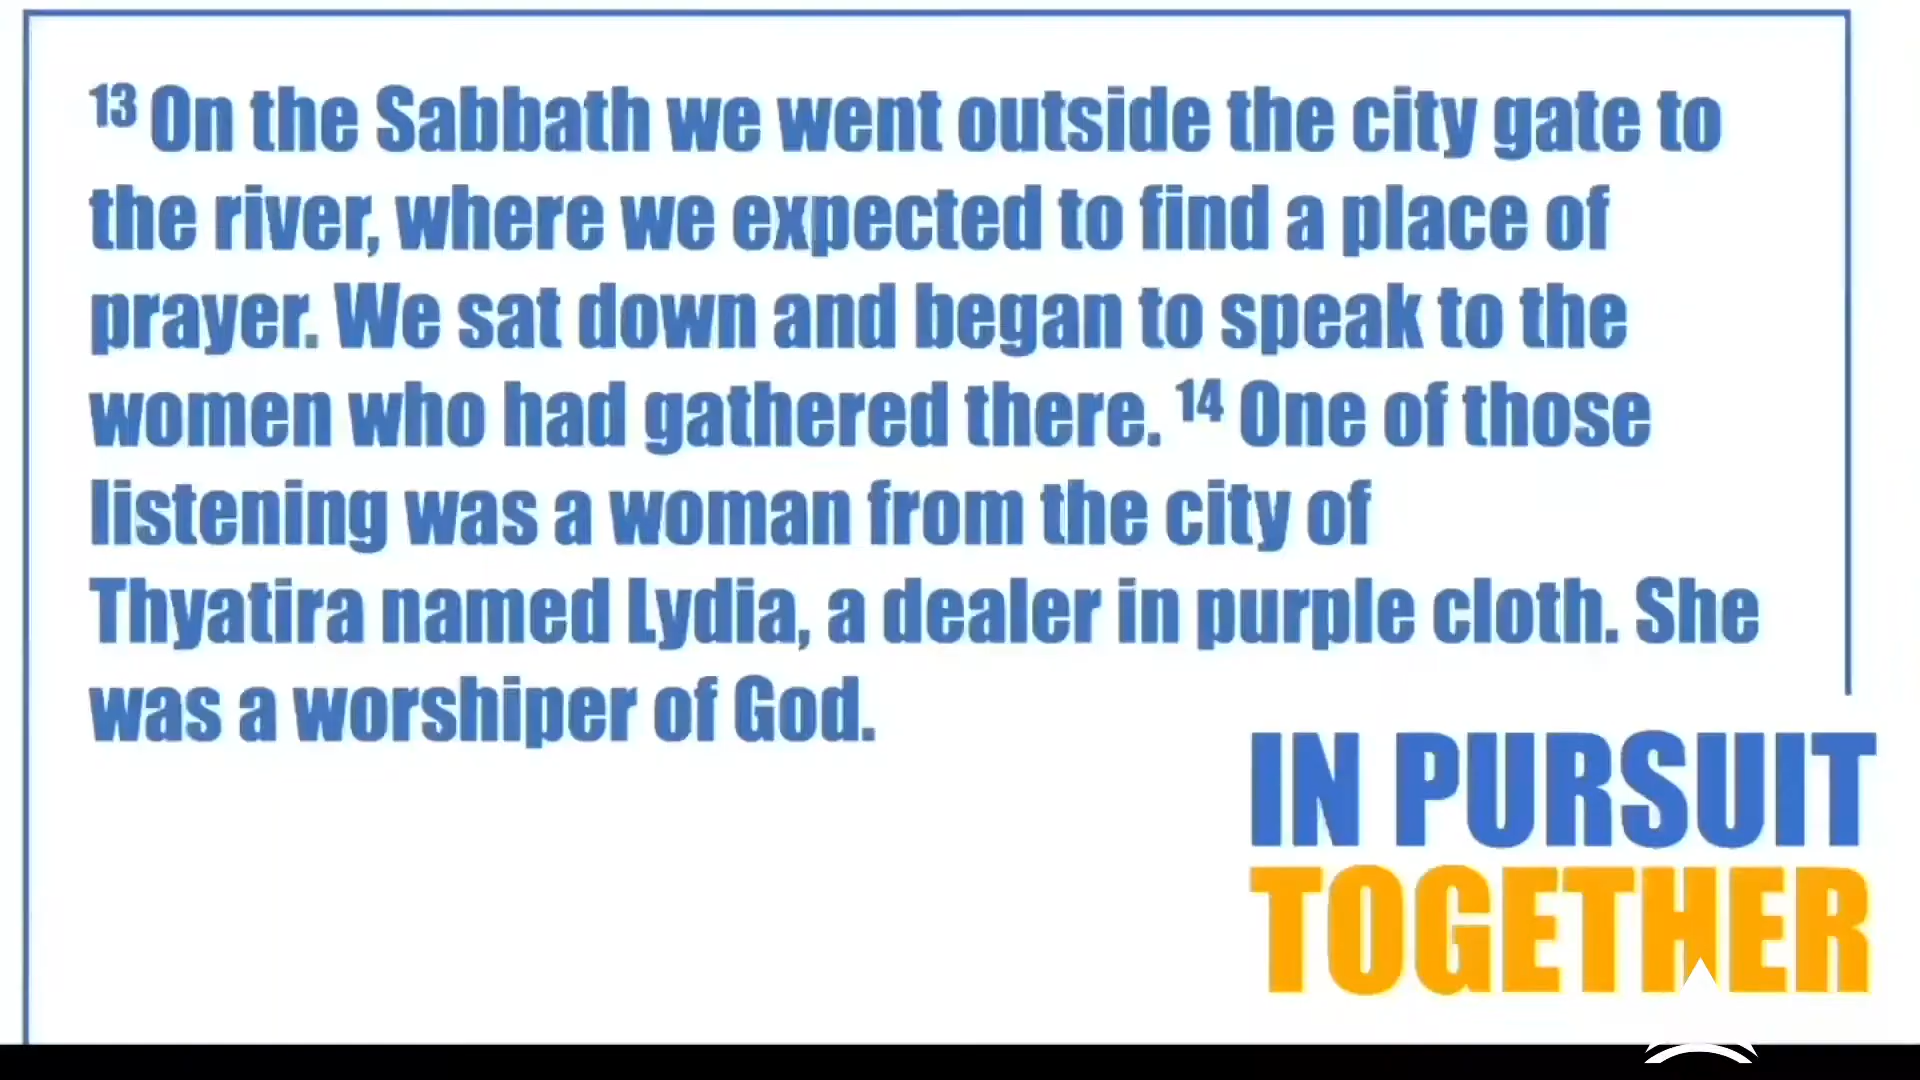 13 On the Sabbath we went outside the city gate to
the river, where we expected to find a place of
prayer. We sat down and began to speak to the
women who had gathered there. 14 One of those
listening was a woman from the city of
Thyatira named Lydia, a dealer in purple cloth. She
was a worshiper of God.
IN PURSUIT
TOGETHER